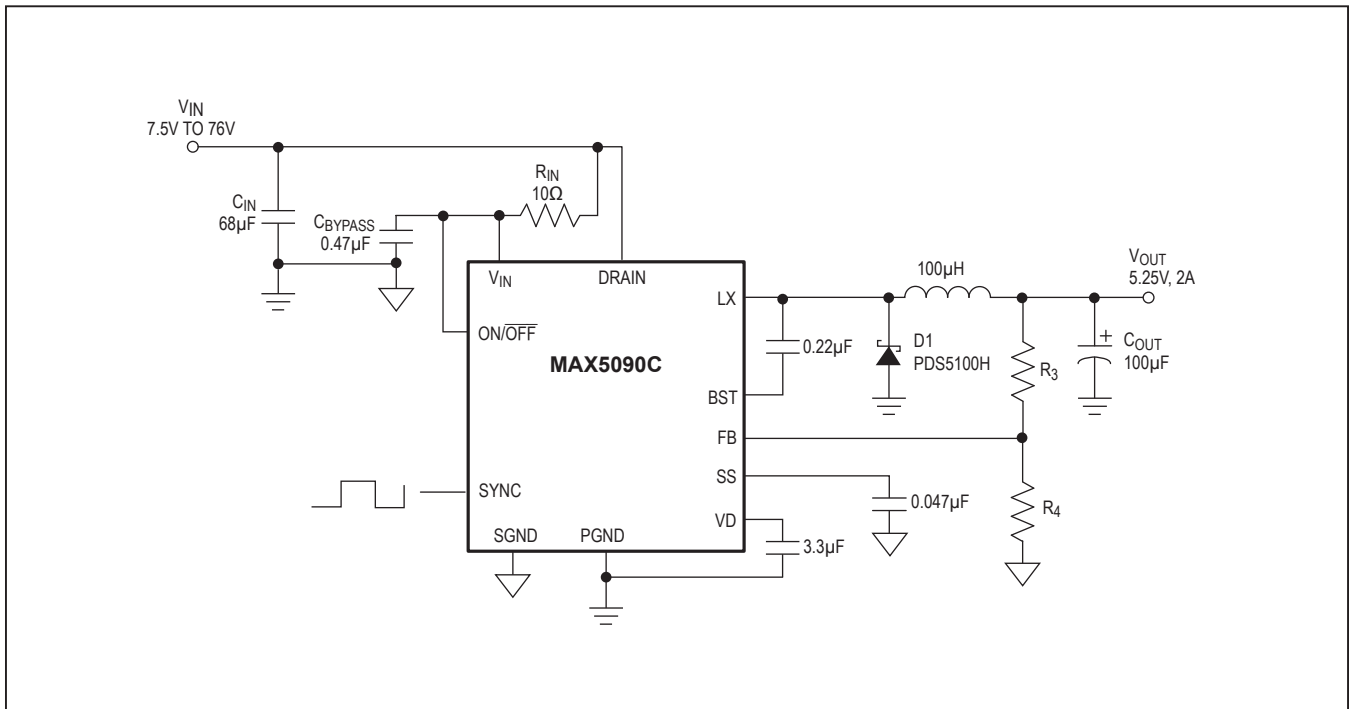 VIN
7.5V TO 76V
RIN
10Ω
CIN
68µF
CBYPASS
0.47µF
VIN
DRAIN
ON/OFF
MAX5090C
LX
BST
FB
SS
VD
SYNC
SGND
PGND
100µH
VOUT
5.25V, 2A
0.22µF
D1
PDS5100H
R3
COUT
100µF
R4
0.047µF
3.3µF